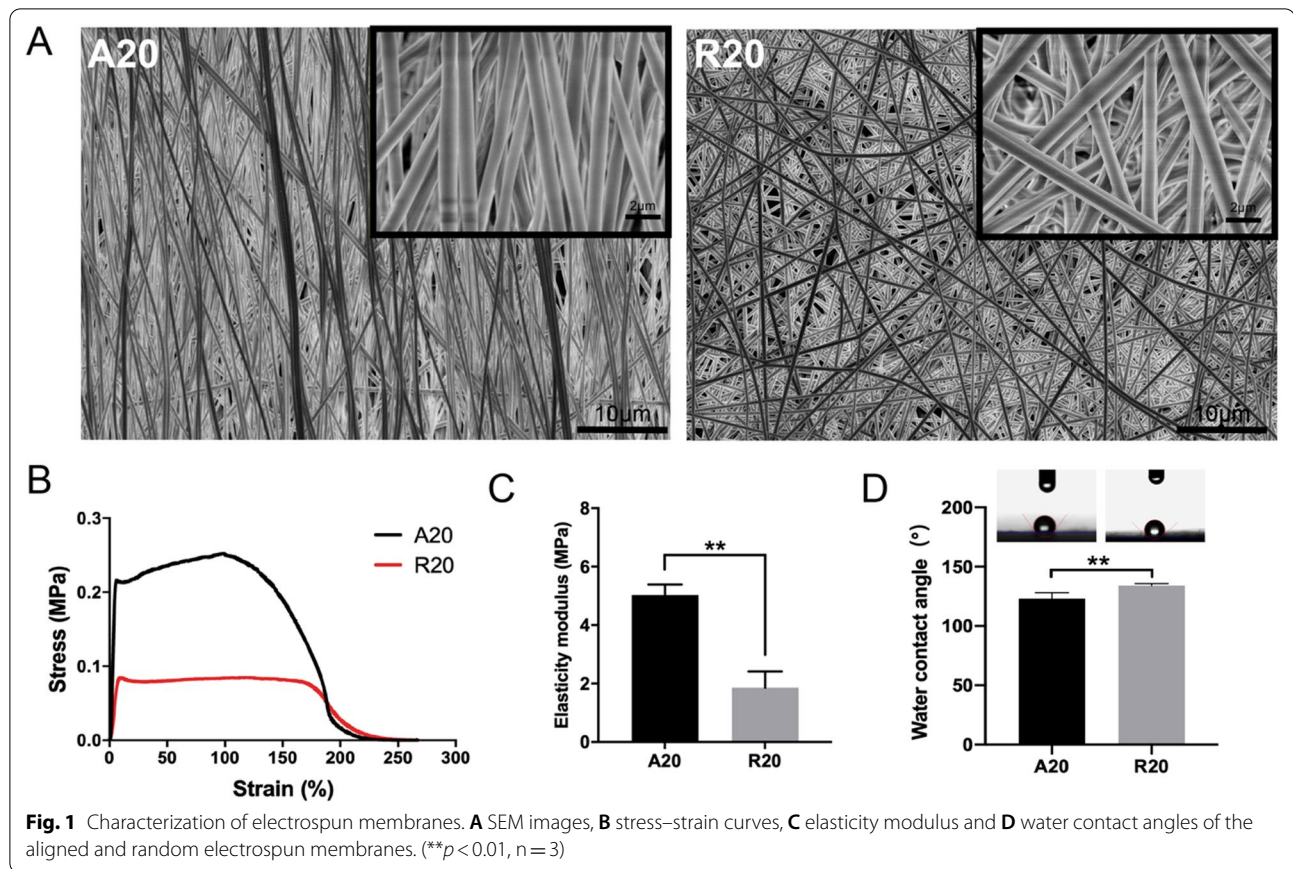 A
A20
2µm
10µm
R20
2µm
10µm
B
Stress (MPa)
0.3
0.2
0.1
0.0
0 50 100 150 200 250 300
Strain (%)
A20
R20
C
Elasticity modulus (MPa)
8
6
4
2
0
**
A20 R20
D
Water contact angle (°)
200
150
100
50
0
**
A20 R20
Fig. 1 Characterization of electrospun membranes. A SEM images, B stress–strain curves, C elasticity modulus and D water contact angles of the
aligned and random electrospun membranes. (**p < 0.01, n = 3)